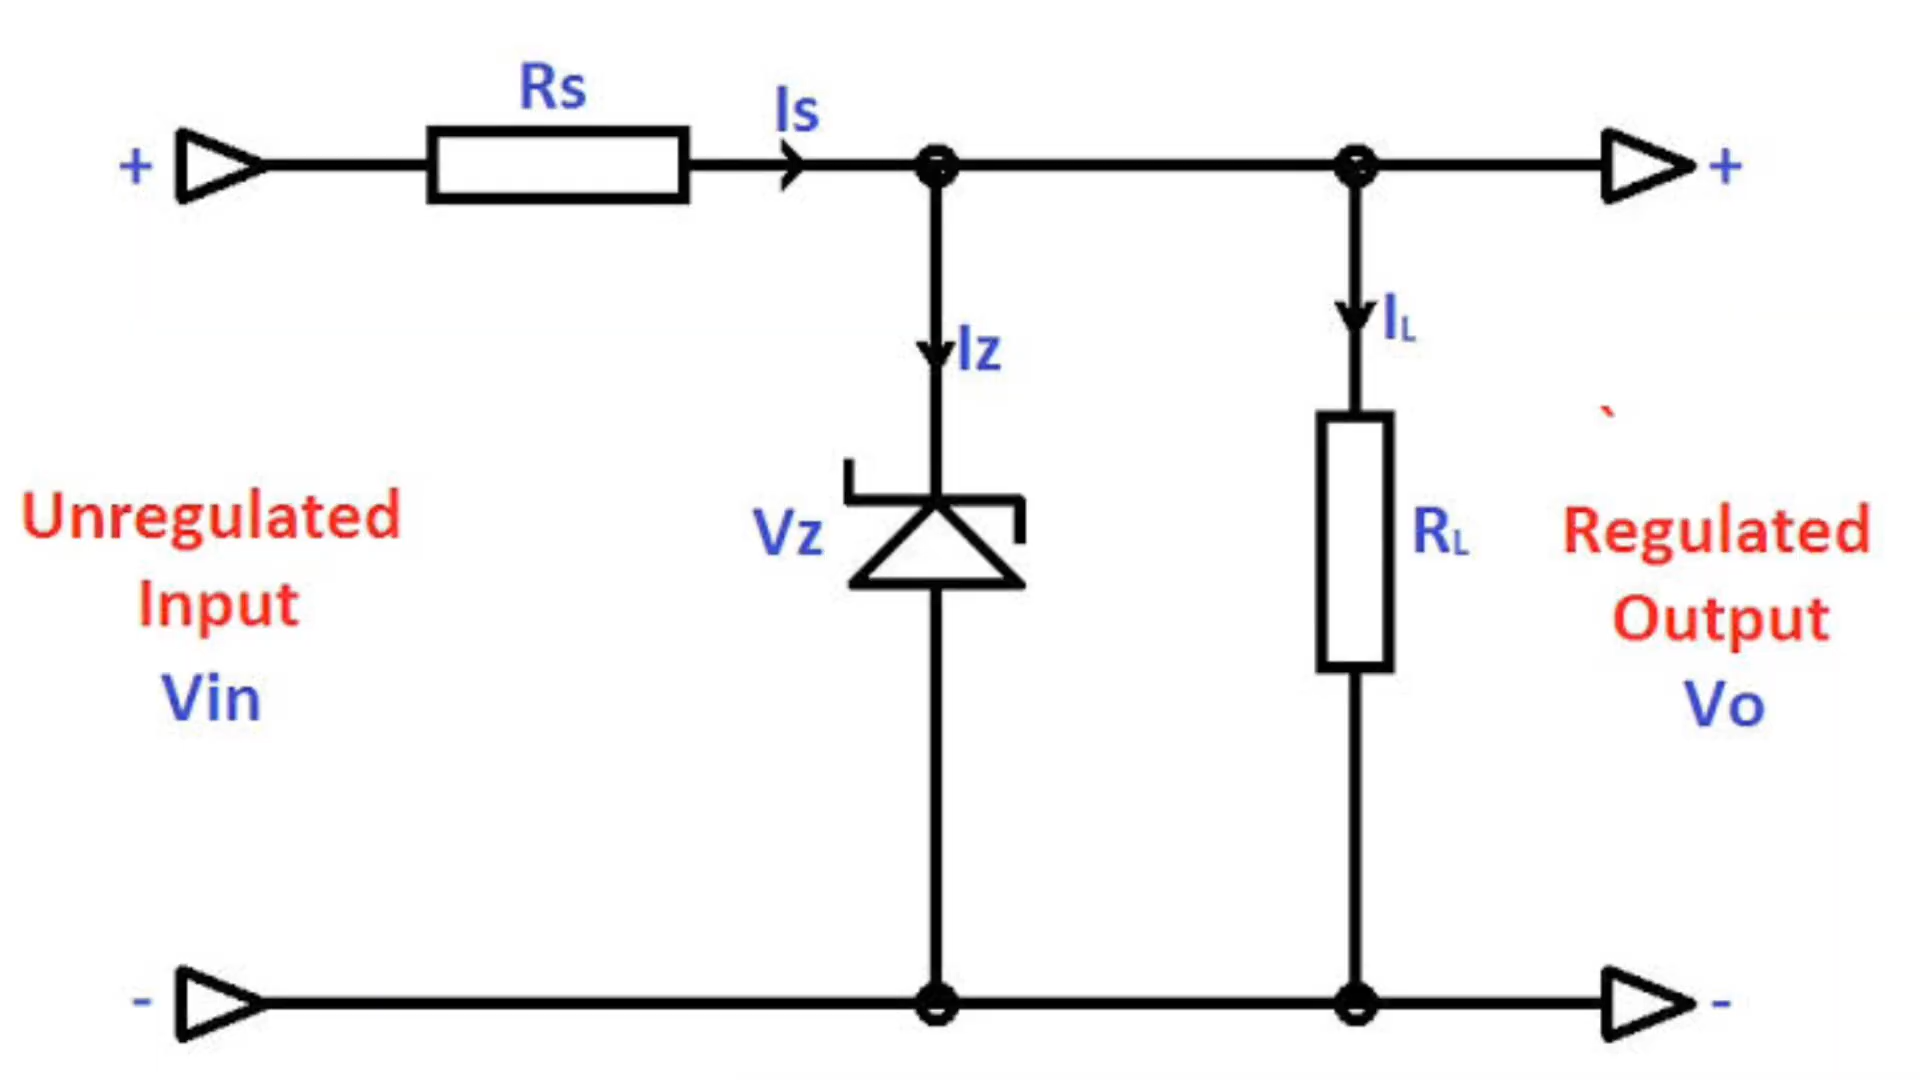 Rs
Is
+
+
Iz
IL
Vz
RL
Unregulated
Input
Vin
`
Regulated
Output
Vo
-
-